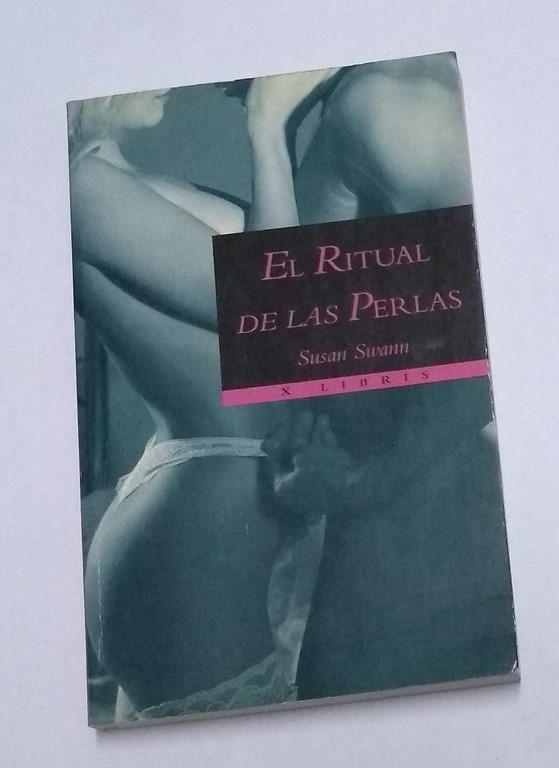 El Ritual
de las Perlas
Susan Swann
X LIBRIS